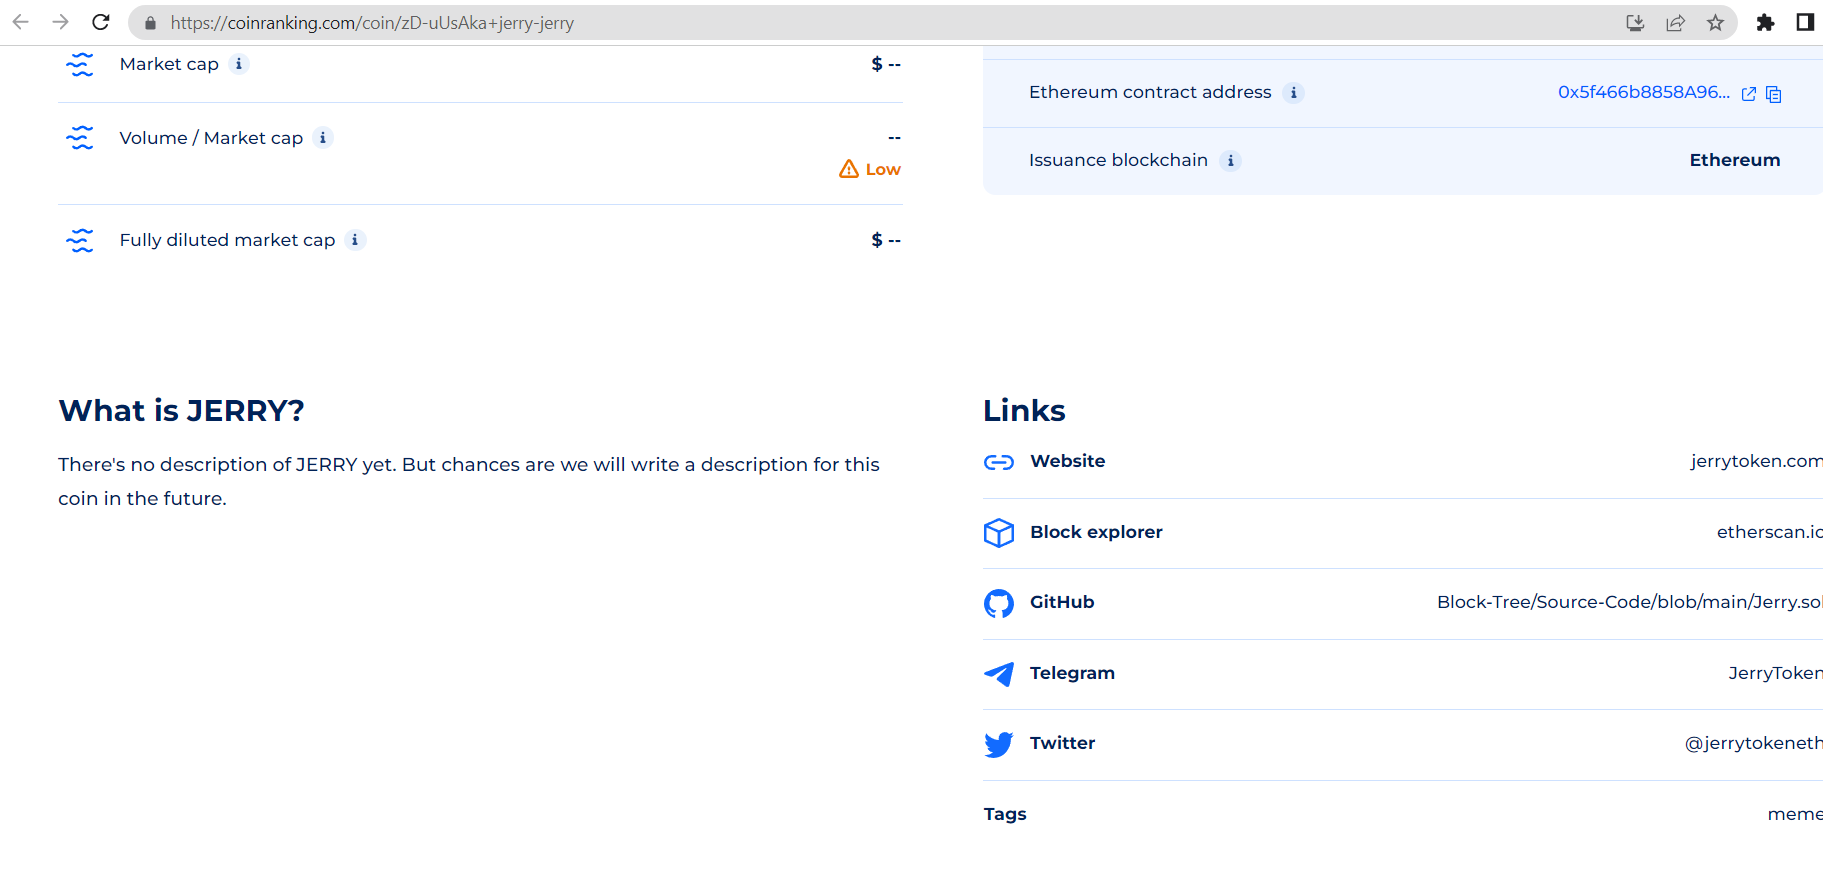 https://coinranking.com/coin/zD-uUsAka+jerry-jerry
Market cap
$ --
Volume / Market cap
--
Low
Fully diluted market cap
$ --
Ethereum contract address
0x5f466b8858A96...
Issuance blockchain
Ethereum
What is JERRY?
There's no description of JERRY yet. But chances are we will write a description for this
coin in the future.
Links
Website
jerrytoken.com
Block explorer
etherscan.io
GitHub
Block-Tree/Source-Code/blob/main/Jerry.sol
Telegram
JerryToken
Twitter
@jerrytokeneth
Tags
meme